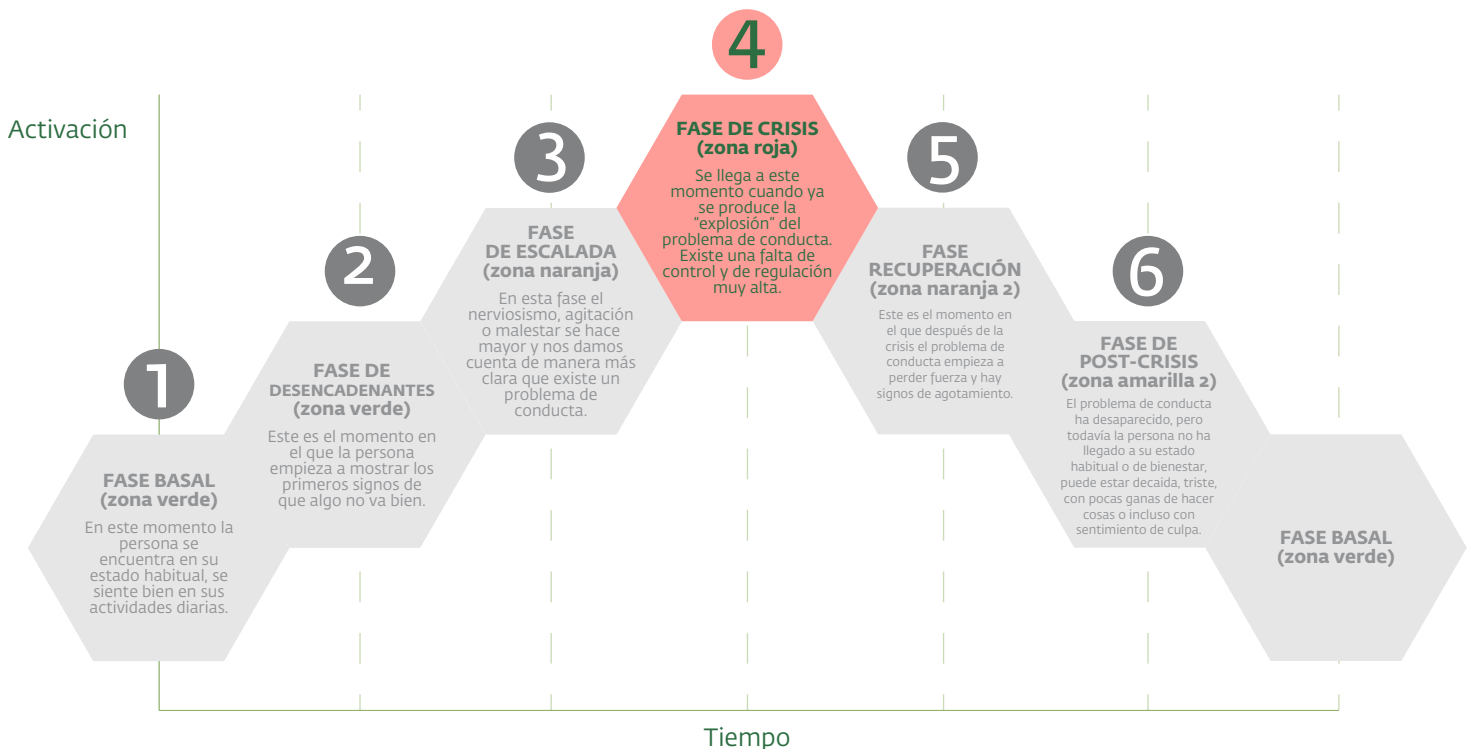 Activación
1
FASE BASAL
(zona verde)
En este momento la
persona se
encuentra en su
estado habitual, se
siente bien en sus
actividades diarias.
2
FASE DE
DESENCADENANTES
(zona verde)
Este es el momento en
el que la persona
empieza a mostrar los
primeros signos de
que algo no va bien.
3
FASE
DE ESCALADA
(zona naranja)
En esta fase el
nerviosismo, agitación
o malestar se hace
mayor y nos damos
cuenta de manera más
clara que existe un
problema de
conducta.
4
FASE DE CRISIS
(zona roja)
Se llega a este
momento cuando ya
se produce la
“explosión” del
problema de conducta.
Existe una falta de
control y de regulación
muy alta.
5
FASE
RECUPERACIÓN
(zona naranja 2)
Este es el momento en
el que después de la
crisis el problema de
conducta empieza a
perder fuerza y hay
signos de agotamiento.
6
FASE DE
POST-CRISIS
(zona amarilla 2)
El problema de conducta
ha desaparecido, pero
todavía la persona no ha
llegado a su estado
habitual o de bienestar,
puede estar decaida, triste,
con pocas ganas de hacer
cosas o incluso con
sentimiento de culpa.
FASE BASAL
(zona verde)
Tiempo